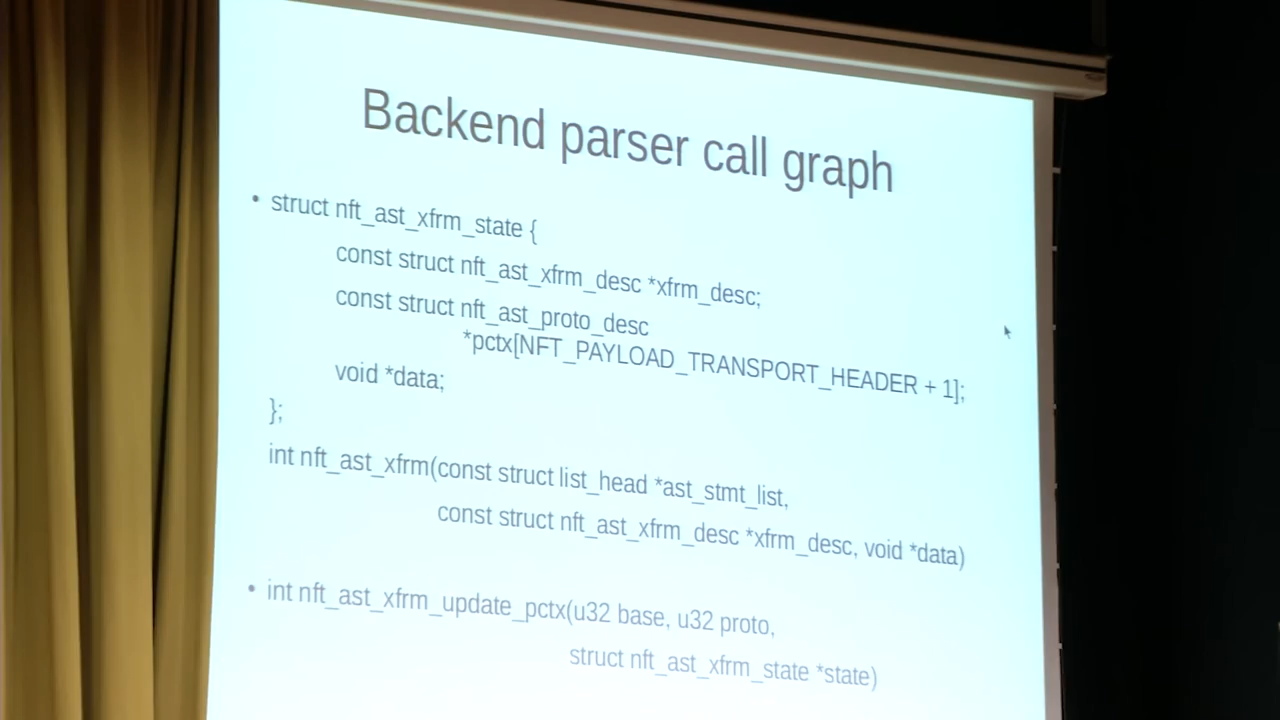 Backend parser call graph
• struct nft_ast_xfrm_state {
const struct nft_ast_xfrm_desc *xfrm_desc;
const struct nft_ast_proto_desc
*pctx[NFT_PAYLOAD_TRANSPORT_HEADER + 1];
void *data;
};
int nft_ast_xfrm(const struct list_head *ast_stmt_list,
const struct nft_ast_xfrm_desc *xfrm_desc, void *data)
• int nft_ast_xfrm_update_pctx(u32 base, u32 proto,
struct nft_ast_xfrm_state *state)